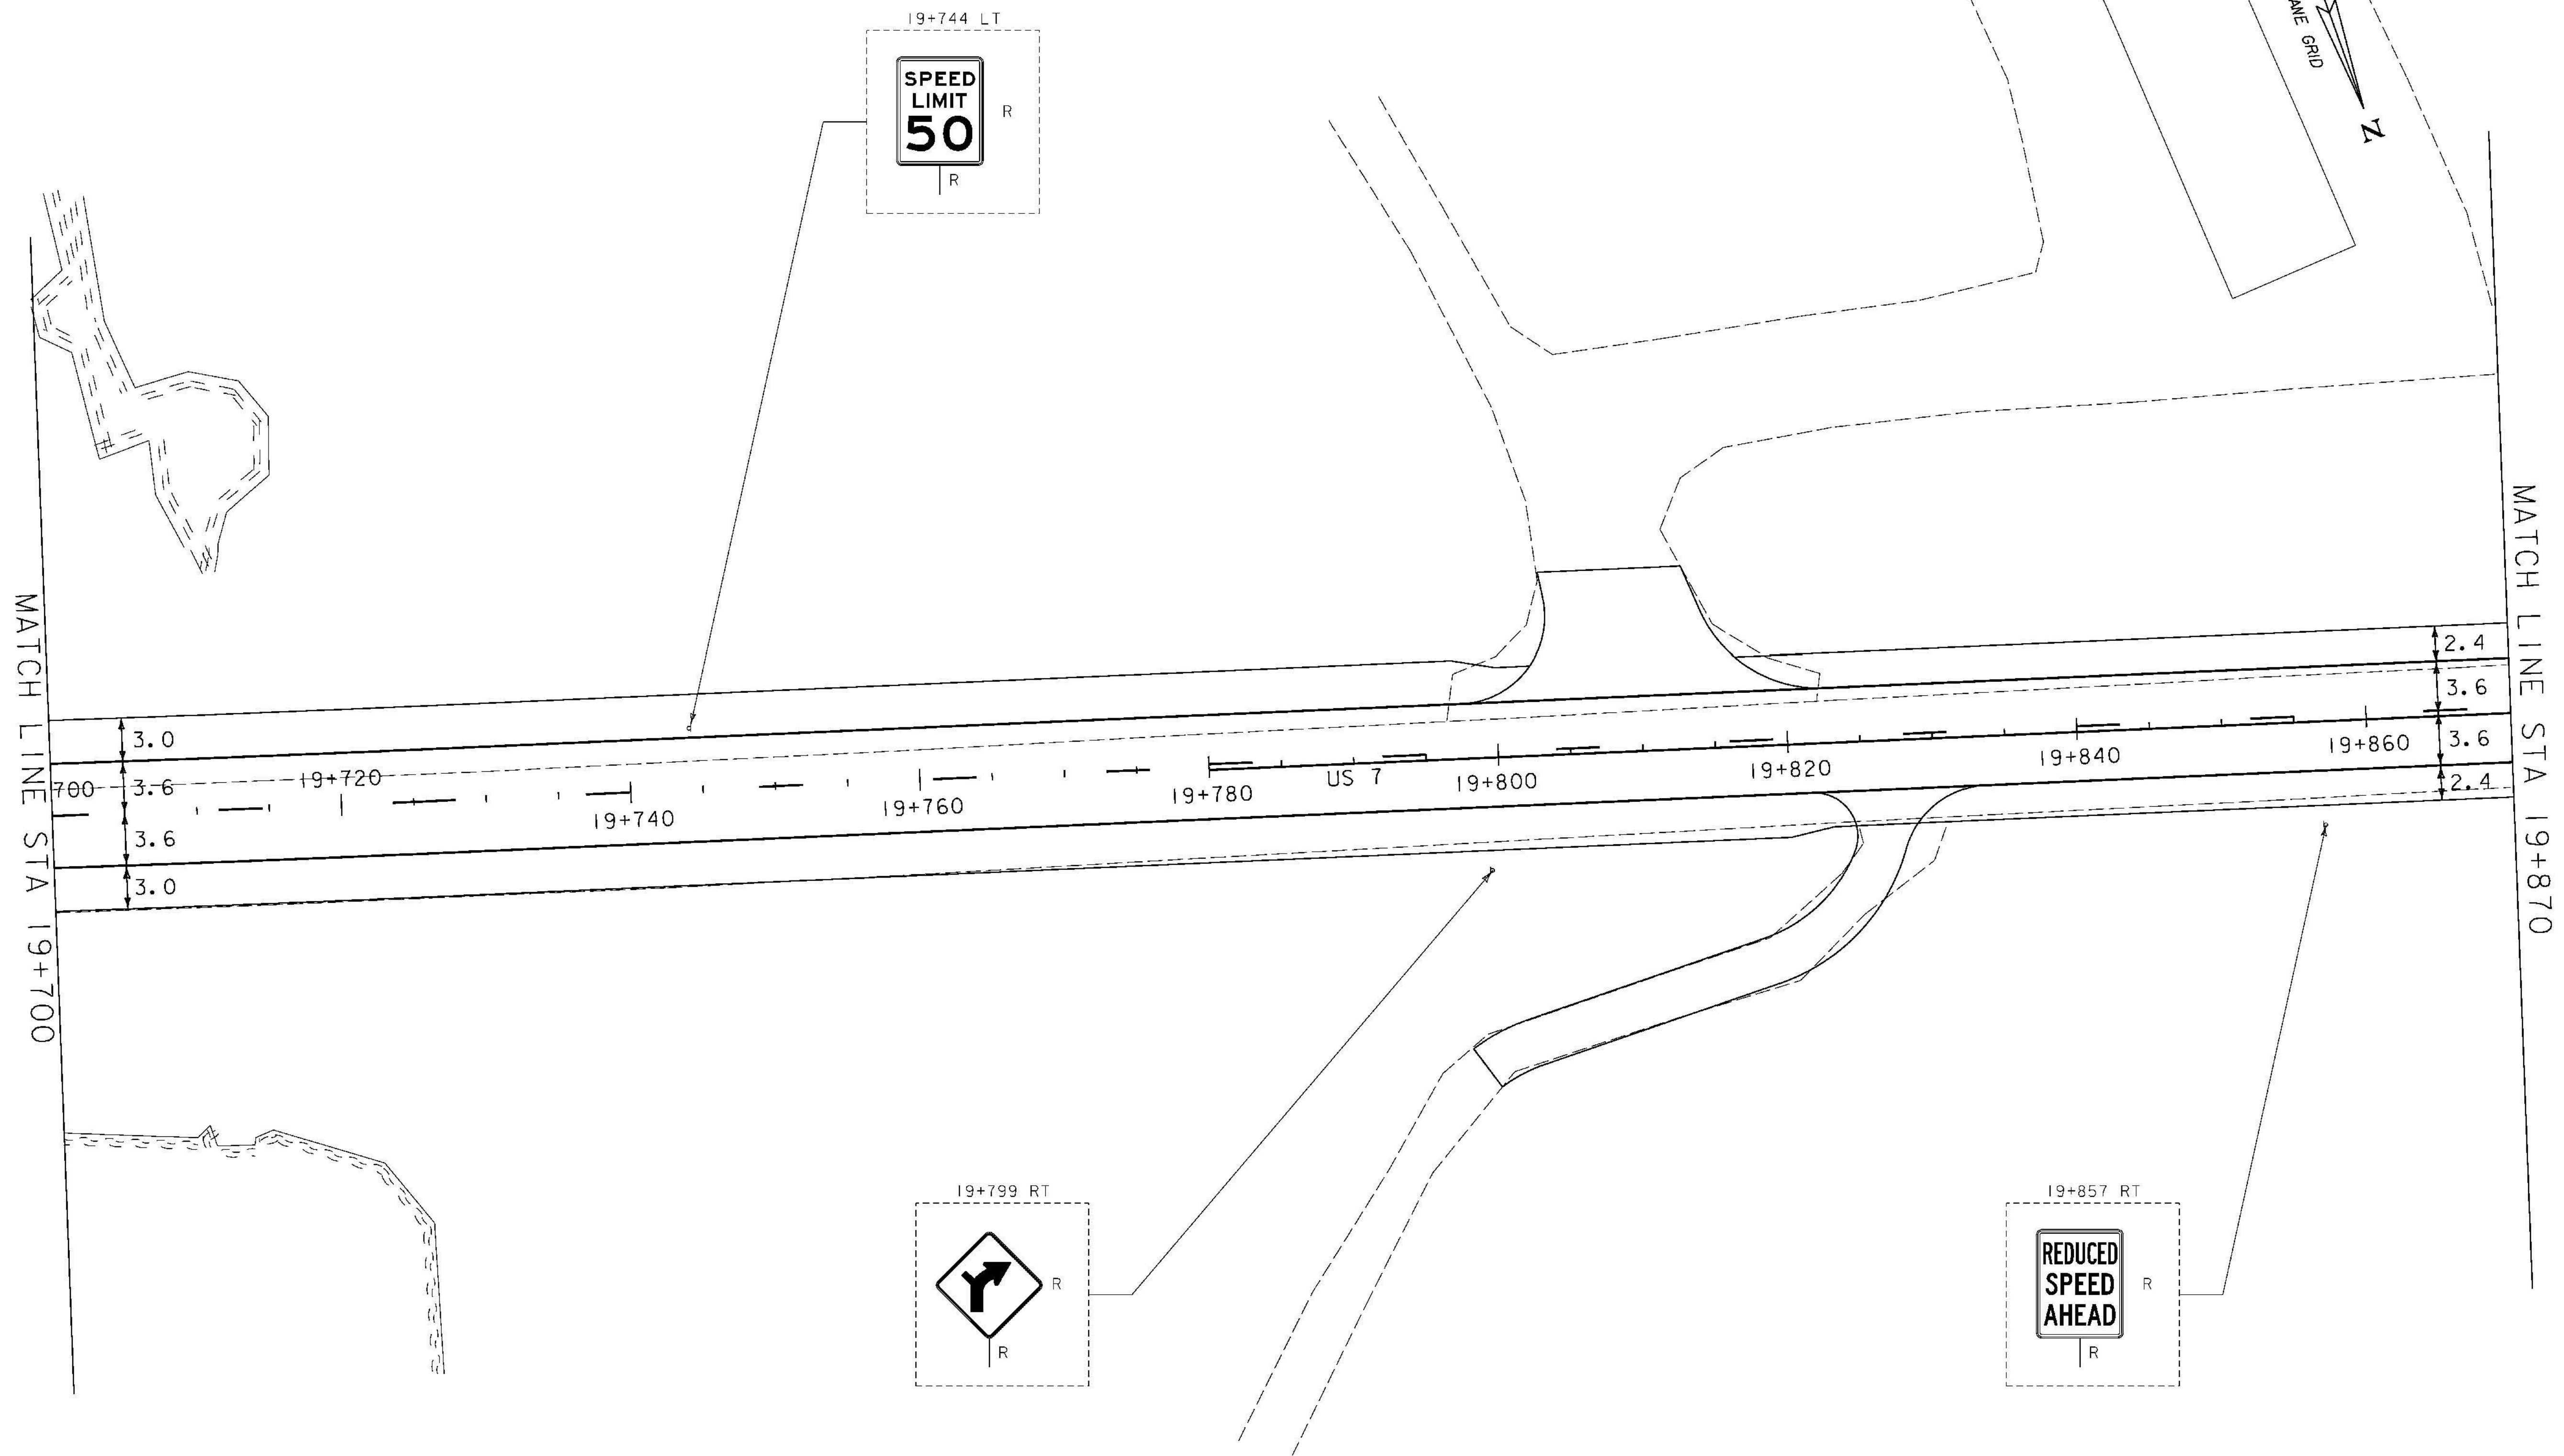 19+744 LT
SPEED
LIMIT
50
R
R
ANE GRID
N
MATCH LINE STA 19+700
MATCH LINE STA 19+870
3.0
3.6
3.6
3.0
2.4
3.6
3.6
2.4
700
19+720
19+740
19+760
19+780
US 7
19+800
19+820
19+840
19+860
19+799 RT
R
R
19+857 RT
REDUCED
SPEED
AHEAD
R
R